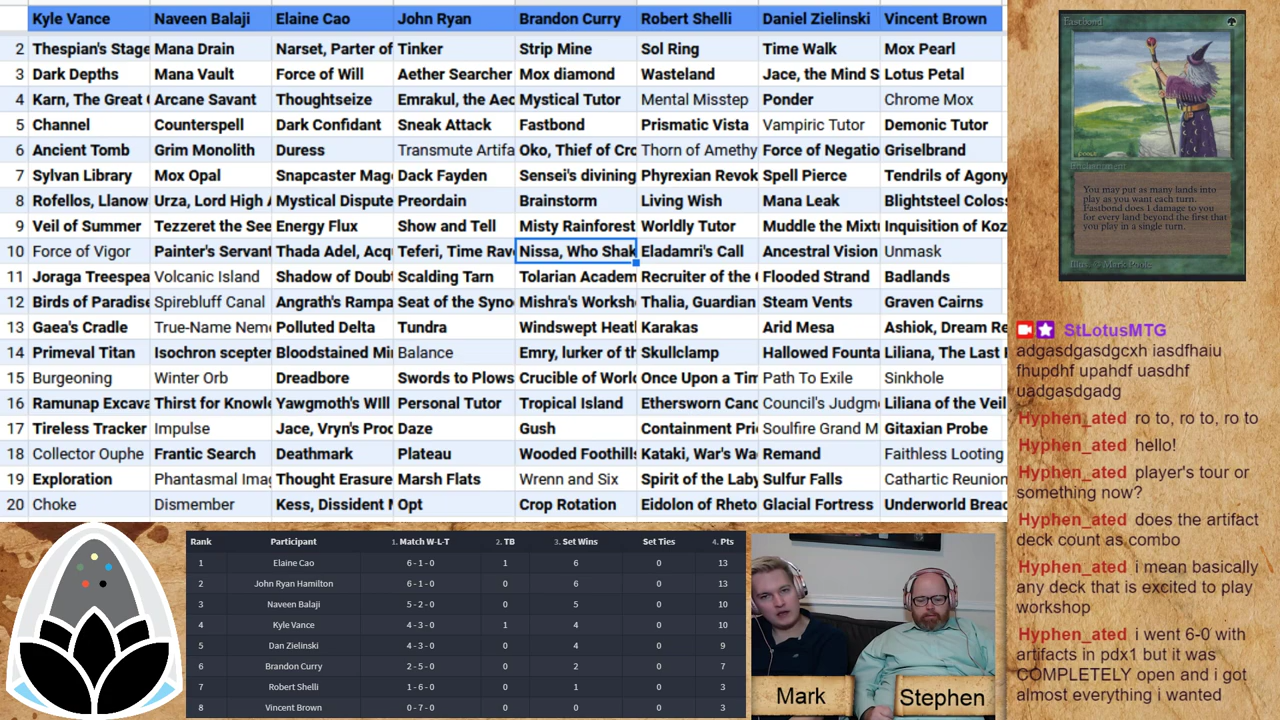 Kyle Vance Naveen Balaji Elaine Cao John Ryan Brandon Curry Robert Shelli Daniel Zielinski Vincent Brown
2 Thespian's Stage Mana Drain Narset, Parter of Tinker Strip Mine Sol Ring Time Walk Mox Pearl
3 Dark Depths Mana Vault Force of Will Aether Searcher Mox diamond Wasteland Jace, the Mind S Lotus Petal
4 Karn, The Great Arcane Savant Thoughtseize Emrakul, the Aeo Mystical Tutor Mental Misstep Ponder Chrome Mox
5 Channel Counterspell Dark Confidant Sneak Attack Fastbond Prismatic Vista Vampiric Tutor Demonic Tutor
6 Ancient Tomb Grim Monolith Duress Transmute Artifa Oko, Thief of Cro Thorn of Amethy Force of Negatio Griselbrand
7 Sylvan Library Mox Opal Snapcaster Mag Dack Fayden Sensei's divining Phyrexian Revok Spell Pierce Tendrils of Agony
8 Rofellos, Llanow Urza, Lord High A Mystical Dispute Preordain Brainstorm Living Wish Mana Leak Blightsteel Colos
9 Veil of Summer Tezzeret the See Energy Flux Show and Tell Misty Rainforest Worldly Tutor Muddle the Mixtu Inquisition of Koz
10 Force of Vigor Painter's Servant Thada Adel, Acq Teferi, Time Rav Nissa, Who Shak Eladamri's Call Ancestral Vision Unmask
11 Joraga Treespea Volcanic Island Shadow of Doub Scalding Tarn Tolarian Academ Recruiter of the Flooded Strand Badlands
12 Birds of Paradise Spirebluff Canal Angrath's Rampa Seat of the Syno Mishra's Worksh Thalia, Guardian Steam Vents Graven Cairns
13 Gaea's Cradle True-Name Neme Polluted Delta Tundra Windswept Heat Karakas Arid Mesa Ashiok, Dream Re
14 Primeval Titan Isochron scepter Bloodstained Mir Balance Emry, lurker of th Skullclamp Hallowed Founta Liliana, The Last
15 Burgeoning Winter Orb Dreadbore Swords to Plows Crucible of Worl Once Upon a Tim Path To Exile Sinkhole
16 Ramunap Excava Thirst for Knowle Yawgmoth's WIll Personal Tutor Tropical Island Ethersworn Cano Council's Judgm Liliana of the Veil
17 Tireless Tracker Impulse Jace, Vryn's Proc Daze Gush Containment Pri Soulfire Grand M Gitaxian Probe
18 Collector Ouphe Frantic Search Deathmark Plateau Wooded Foothills Kataki, War's Wa Remand Faithless Looting
19 Exploration Phantasmal Imag Thought Erasure Marsh Flats Wrenn and Six Spirit of the Laby Sulfur Falls Cathartic Reunion
20 Choke Dismember Kess, Dissident Opt Crop Rotation Eidolon of Rheto Glacial Fortress Underworld Breac
Fastbond
You may put as many lands into
play as you want each turn.
Fastbond does 1 damage to you
for every land beyond the first that
you play in a single turn.
Illus. Mark Poole
StLotusMTG
adgasdgasdgcxh iasdfhaiu
fhupdhf upahdf uasdhf
uadgasdgadg
Hyphen_ated ro to, ro to, ro to
Hyphen_ated hello!
Hyphen_ated player's tour or
something now?
Hyphen_ated does the artifact
deck count as combo
Hyphen_ated i mean basically
any deck that is excited to play
workshop
Hyphen_ated i went 6-0 with
artifacts in pdx1 but it was
COMPLETELY open and i got
almost everything i wanted
Rank Participant 1. Match W-L-T 2. TB 3. Set Wins Set Ties 4. Pts
1 Elaine Cao 6 - 1 - 0 1 6 0 13
2 John Ryan Hamilton 6 - 1 - 0 0 6 0 13
3 Naveen Balaji 5 - 2 - 0 0 5 0 10
4 Kyle Vance 4 - 3 - 0 1 4 0 10
5 Dan Zielinski 4 - 3 - 0 0 4 0 9
6 Brandon Curry 2 - 5 - 0 0 2 0 7
7 Robert Shelli 1 - 6 - 0 0 1 0 3
8 Vincent Brown 0 - 7 - 0 0 0 0 3
Mark
Stephen